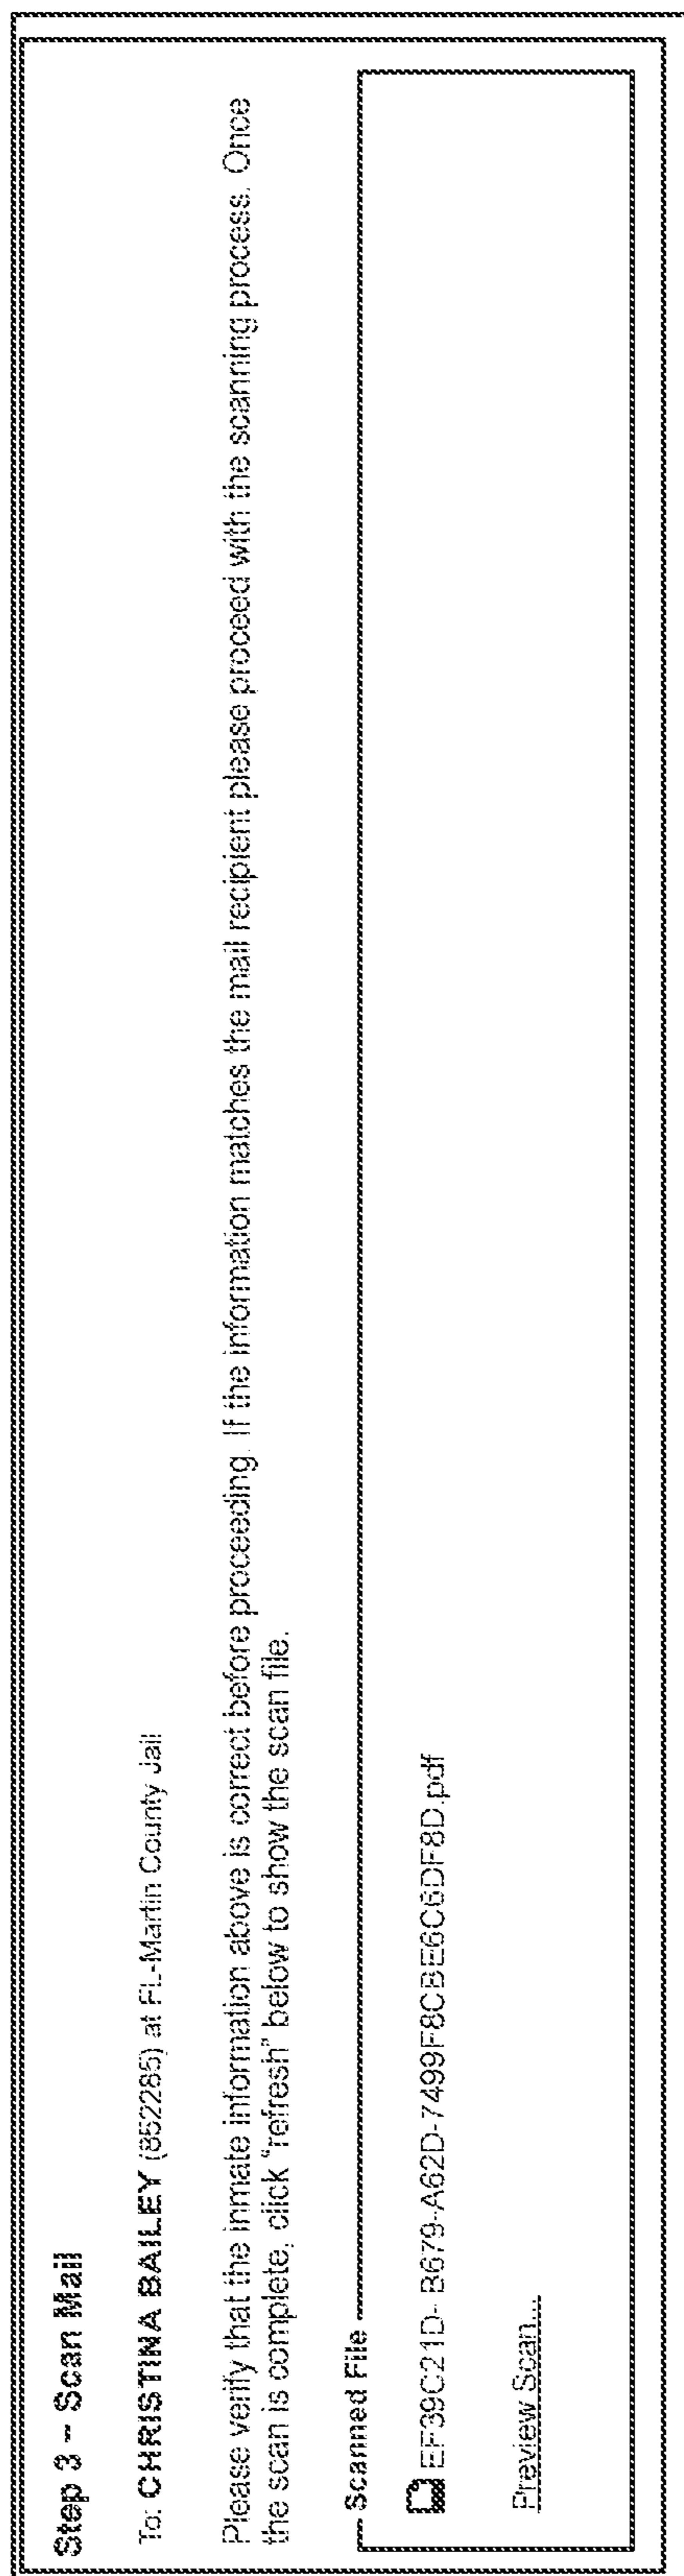 Step 3 – Scan Mail
To: CHRISTINA BAILEY (852285) at FL-Martin County Jail
Please verify that the inmate information above is correct before proceeding. If the information matches the mail recipient please proceed with the scanning process. Once
the scan is complete, click "refresh" below to show the scan file.
Scanned File
EF39C21D- B679-A62D-7499F8CBE6C6DF8D.pdf
Preview Scan...